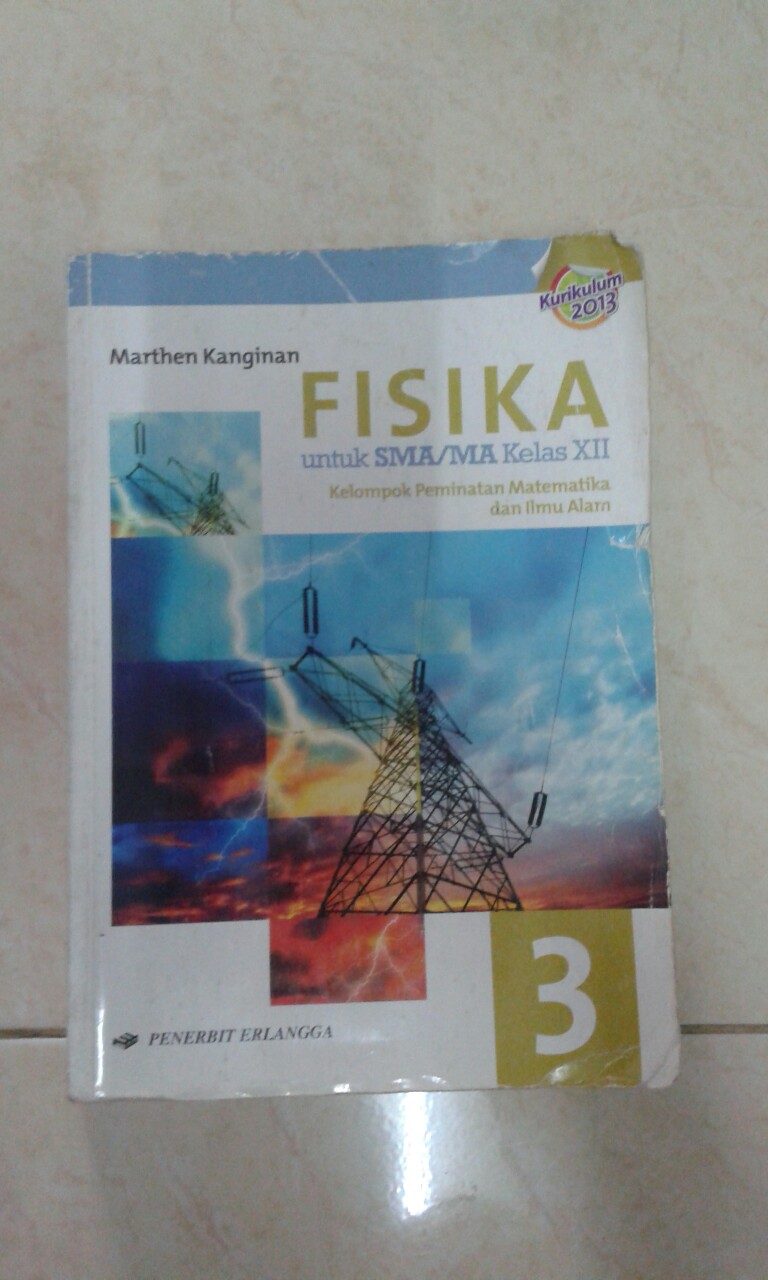 Kurikulum
2013
Marthen Kanginan
FISIKA
untuk SMA/MA Kelas XII
Kelompok Peminatan Matematika
dan Ilmu Alam
3
PENERBIT ERLANGGA